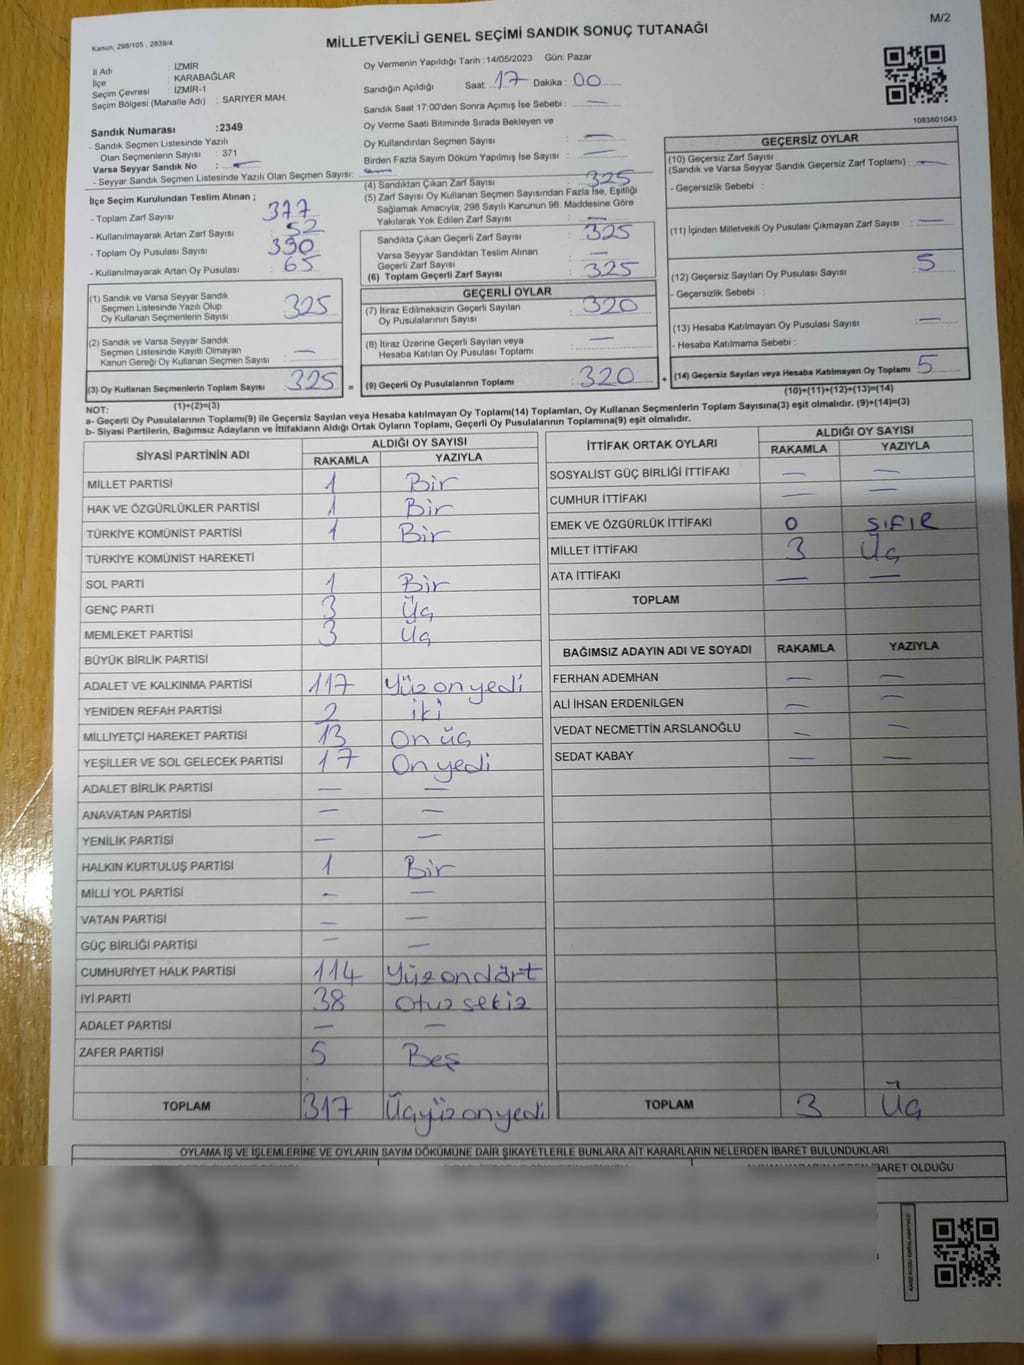 M/2
Kanun; 298/105 , 2839/4
MİLLETVEKİLİ GENEL SEÇİMİ SANDIK SONUÇ TUTANAĞI
İl Adı : İZMİR
İlçe : KARABAĞLAR
Seçim Çevresi : İZMİR-1
Seçim Bölgesi (Mahalle Adı) : SARIYER MAH.
Sandık Numarası :2349
- Sandık Seçmen Listesinde Yazılı
Olan Seçmenlerin Sayısı : 371
Varsa Seyyar Sandık No : —
- Seyyar Sandık Seçmen Listesinde Yazılı Olan Seçmen Sayısı: —
Oy Vermenin Yapıldığı Tarih : 14/05/2023 Gün: Pazar
Sandığın Açıldığı Saat: 17 Dakika : 00
Sandık Saat 17:00'den Sonra Açımış İse Sebebi : —
Oy Verme Saati Bitiminde Sırada Bekleyen ve
Oy Kullandırılan Seçmen Sayısı : —
Birden Fazla Sayım Döküm Yapılmış İse Sayısı : —
1083801043
İlçe Seçim Kurulundan Teslim Alınan ;
- Toplam Zarf Sayısı : 377
- Kullanılmayarak Artan Zarf Sayısı : 52
- Toplam Oy Pusulası Sayısı : 390
- Kullanılmayarak Artan Oy Pusulası : 65
(4) Sandıktan Çıkan Zarf Sayısı : 325
(5) Zarf Sayısı Oy Kullanan Seçmen Sayısından Fazla İse, Eşitliği
Sağlamak Amacıyla; 298 Sayılı Kanunun 98. Maddesine Göre
Yakılarak Yok Edilen Zarf Sayısı : —
Sandıkta Çıkan Geçerli Zarf Sayısı : 325
Varsa Seyyar Sandıktan Teslim Alınan
Geçerli Zarf Sayısı : —
(6) Toplam Geçerli Zarf Sayısı : 325
GEÇERSİZ OYLAR
(10) Geçersiz Zarf Sayısı
(Sandık ve Varsa Seyyar Sandık Geçersiz Zarf Toplamı) : —
- Geçersizlik Sebebi :
(11) İçinden Milletvekili Oy Pusulası Çıkmayan Zarf Sayısı : —
(12) Geçersiz Sayılan Oy Pusulası Sayısı : 5
- Geçersizlik Sebebi :
(13) Hesaba Katılmayan Oy Pusulası Sayısı : —
- Hesaba Katılmama Sebebi :
(14) Geçersiz Sayılan veya Hesaba Katılmayan Oy Toplamı 5
(10)+(11)+(12)+(13)=(14)
(1) Sandık ve Varsa Seyyar Sandık
Seçmen Listesinde Yazılı Olup
Oy Kullanan Seçmenlerin Sayısı : 325
(2) Sandık ve Varsa Seyyar Sandık
Seçmen Listesinde Kayıtlı Olmayan
Kanun Gereği Oy Kullanan Seçmen Sayısı : —
(3) Oy Kullanan Seçmenlerin Toplam Sayısı : 325 =
(1)+(2)=(3)
GEÇERLİ OYLAR
(7) İtiraz Edilmeksizin Geçerli Sayılan
Oy Pusulalarının Sayısı : 320
(8) İtiraz Üzerine Geçerli Sayılan veya
Hesaba Katılan Oy Pusulası Toplamı : —
(9) Geçerli Oy Pusulalarının Toplamı : 320 +
NOT:
a- Geçerli Oy Pusulalarının Toplamı(9) ile Geçersiz Sayılan veya Hesaba katılmayan Oy Toplamı(14) Toplamları, Oy Kullanan Seçmenlerin Toplam Sayısına(3) eşit olmalıdır. (9)+(14)=(3)
b- Siyasi Partilerin, Bağımsız Adayların ve İttifakların Aldığı Ortak Oyların Toplamı, Geçerli Oy Pusulalarının Toplamına(9) eşit olmalıdır.
SİYASİ PARTİNİN ADI ALDIĞI OY SAYISI
RAKAMLA YAZIYLA
MİLLET PARTİSİ 1 Bir
HAK VE ÖZGÜRLÜKLER PARTİSİ 1 Bir
TÜRKİYE KOMÜNİST PARTİSİ 1 Bir
TÜRKİYE KOMÜNİST HAREKETİ
SOL PARTİ 1 Bir
GENÇ PARTİ 3 Üç
MEMLEKET PARTİSİ 3 Üç
BÜYÜK BİRLİK PARTİSİ
ADALET VE KALKINMA PARTİSİ 117 Yüz on yedi
YENİDEN REFAH PARTİSİ 2 iki
MİLLİYETÇİ HAREKET PARTİSİ 13 On üç
YEŞİLLER VE SOL GELECEK PARTİSİ 17 On yedi
ADALET BİRLİK PARTİSİ — —
ANAVATAN PARTİSİ — —
YENİLİK PARTİSİ — —
HALKIN KURTULUŞ PARTİSİ 1 Bir
MİLLİ YOL PARTİSİ - —
VATAN PARTİSİ — —
GÜÇ BİRLİĞİ PARTİSİ — —
CUMHURİYET HALK PARTİSİ 114 Yüz ondört
İYİ PARTİ 38 Otuz sekiz
ADALET PARTİSİ — —
ZAFER PARTİSİ 5 Beş
TOPLAM 317 Üçyüz onyedi
İTTİFAK ORTAK OYLARI ALDIĞI OY SAYISI
RAKAMLA YAZIYLA
SOSYALİST GÜÇ BİRLİĞİ İTTİFAKI — —
CUMHUR İTTİFAKI — —
EMEK VE ÖZGÜRLÜK İTTİFAKI 0 SIFIR
MİLLET İTTİFAKI 3 Üç
ATA İTTİFAKI — —
TOPLAM
BAĞIMSIZ ADAYIN ADI VE SOYADI RAKAMLA YAZIYLA
FERHAN ADEMHAN — —
ALİ İHSAN ERDENİLGEN — —
VEDAT NECMETTİN ARSLANOĞLU — —
SEDAT KABAY — —
TOPLAM 3 Üç
OYLAMA İŞ VE İŞLEMLERİNE VE OYLARIN SAYIM DÖKÜMÜNE DAİR ŞİKAYETLERLE BUNLARA AİT KARARLARIN NELERDEN İBARET BULUNDUKLARI
İBARET OLDUĞU